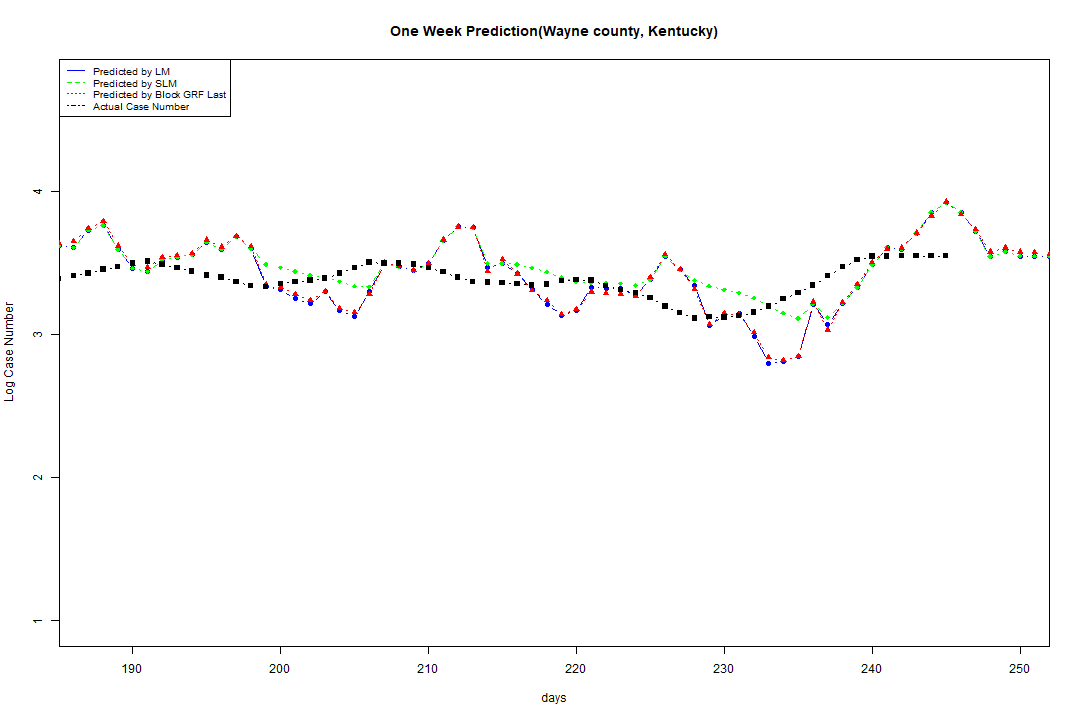 One Week Prediction(Wayne county, Kentucky)
Predicted by LM
Predicted by SLM
Predicted by Block GRF Last
Actual Case Number
4
3
2
1
Log Case Number
190 200 210 220 230 240 250
days